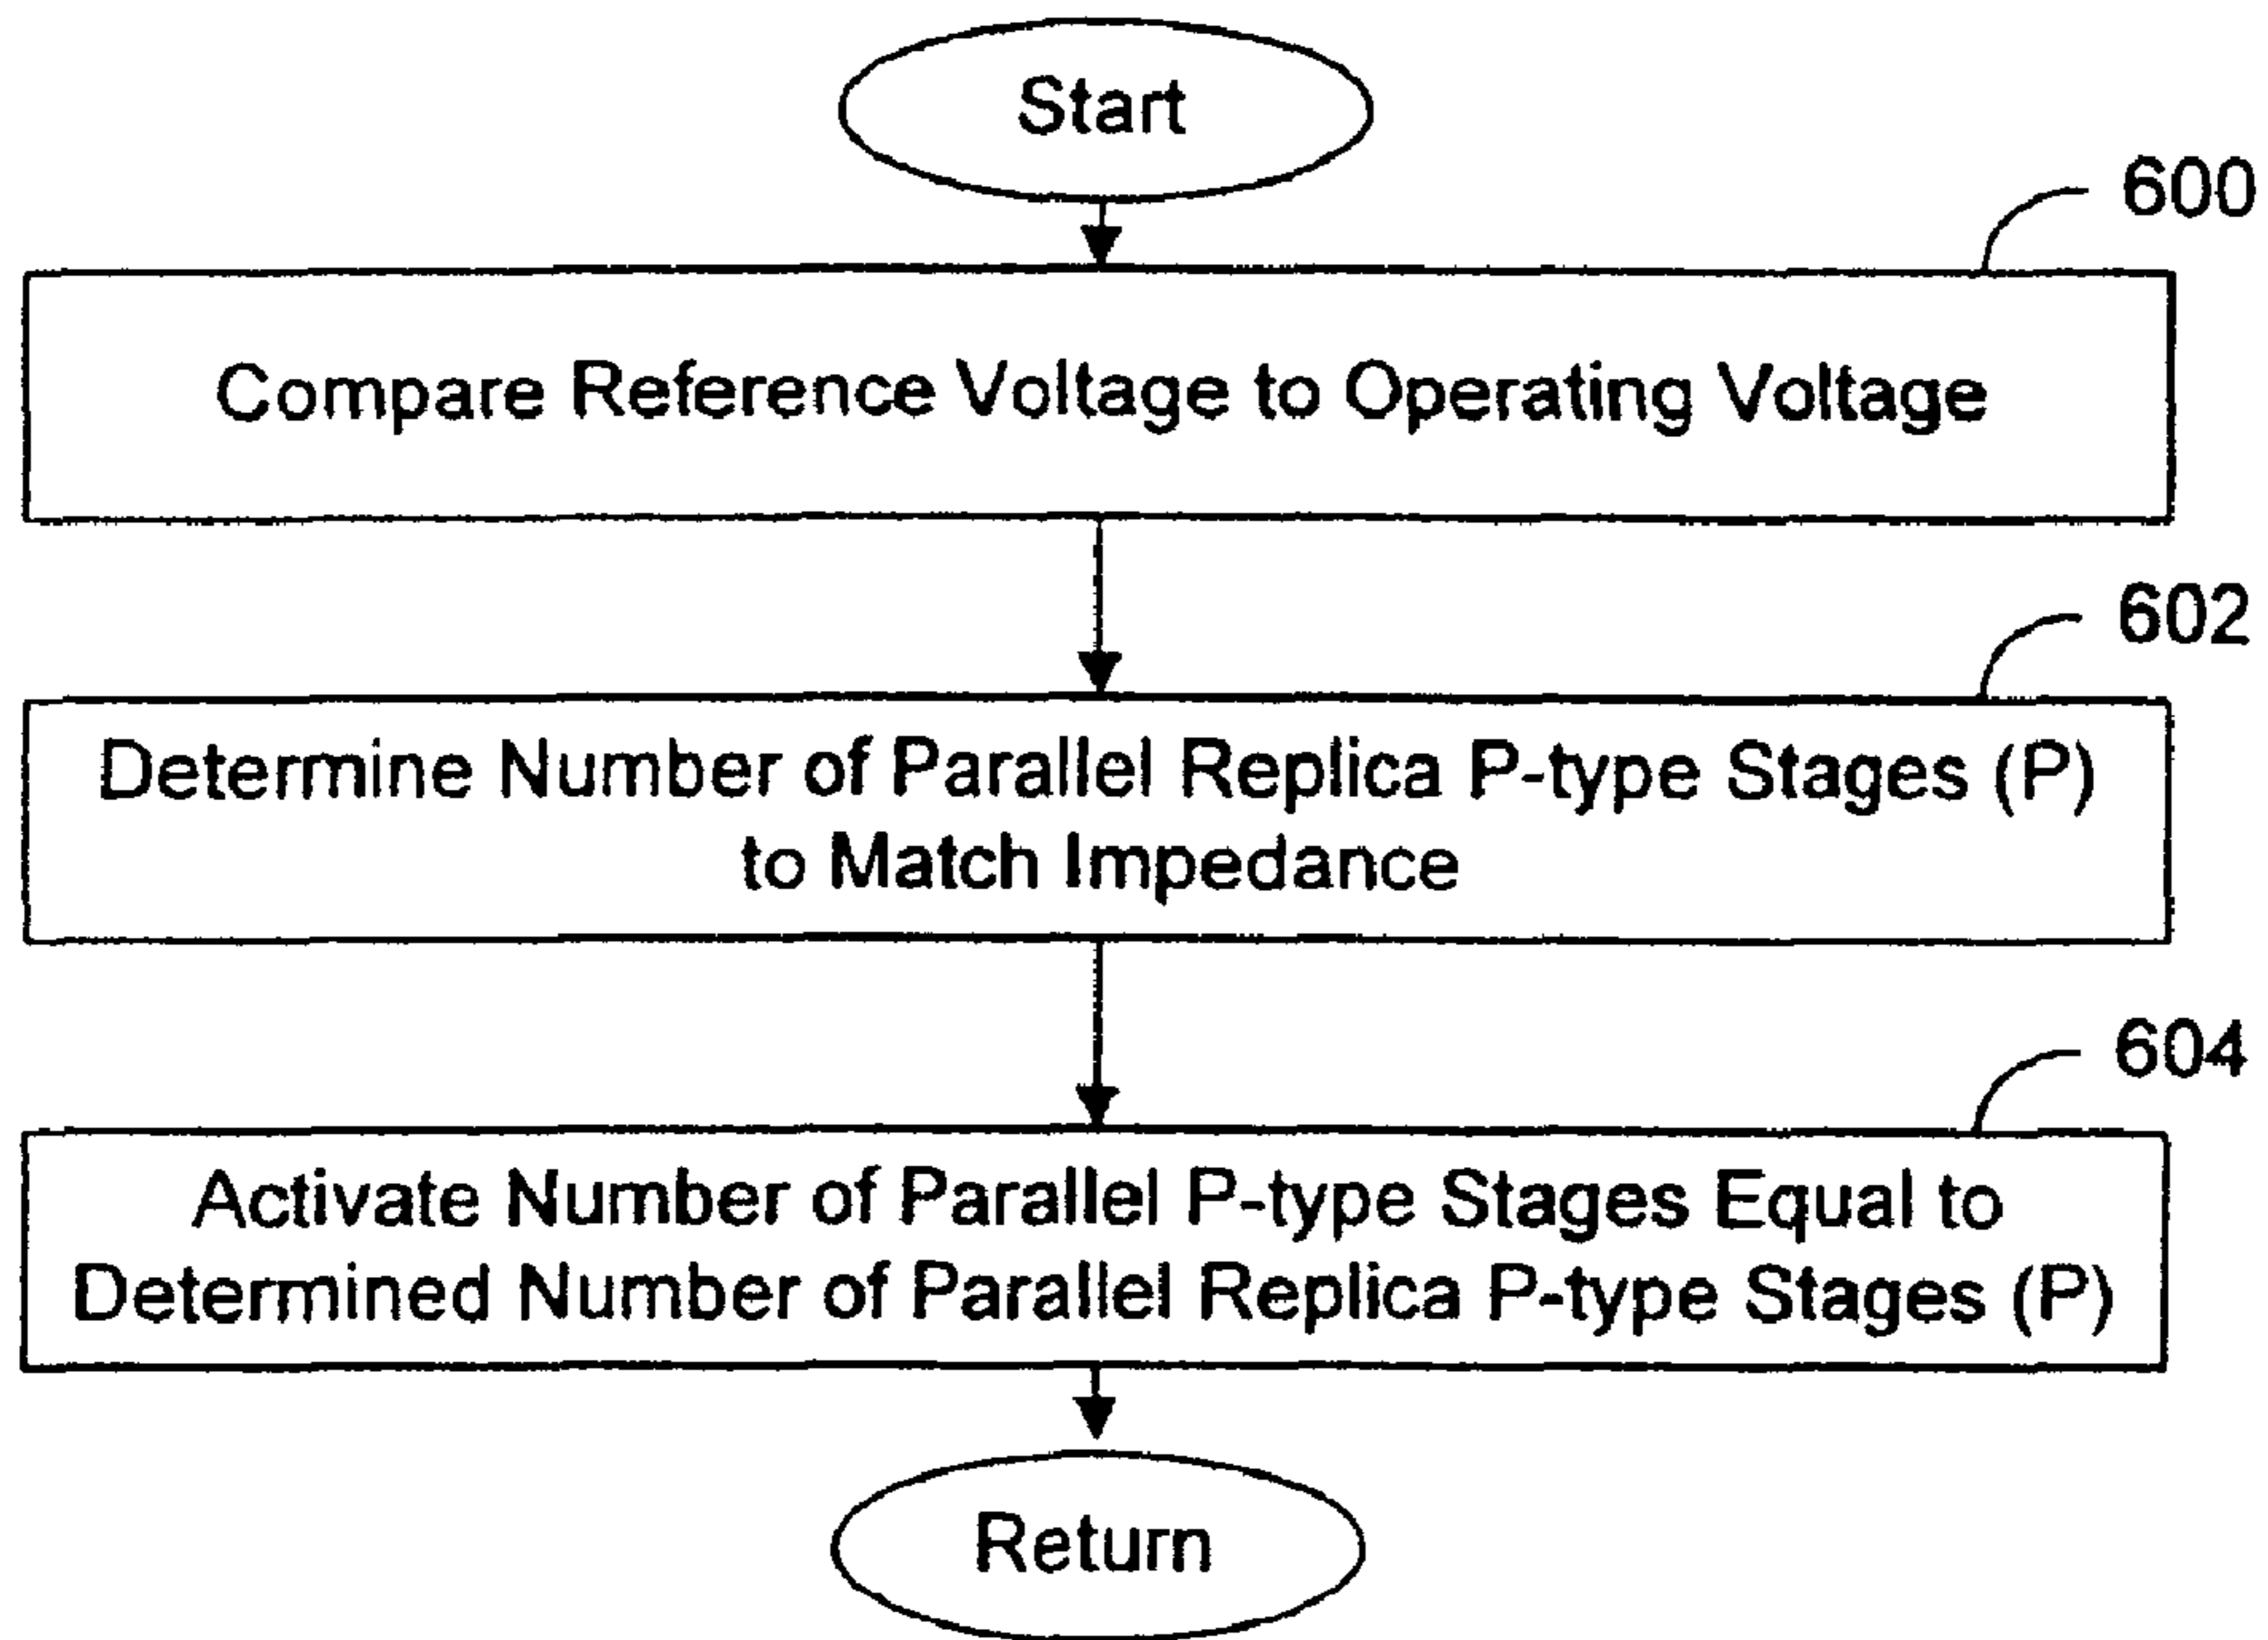 Start
600
Compare Reference Voltage to Operating Voltage
602
Determine Number of Parallel Replica P-type Stages (P)
to Match Impedance
604
Activate Number of Parallel P-type Stages Equal to
Determined Number of Parallel Replica P-type Stages (P)
Return